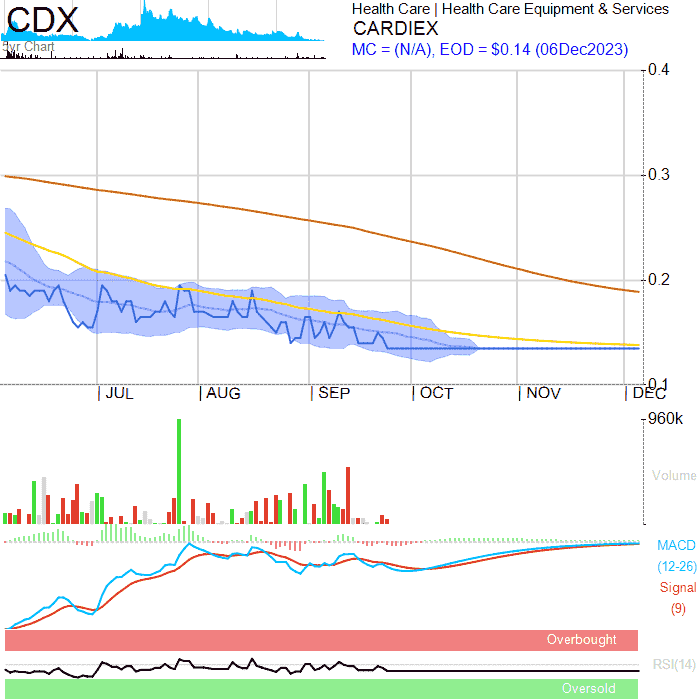 CDX
Health Care | Health Care Equipment & Services
CARDIEX
5yr Chart
MC = (N/A), EOD = $0.14 (06Dec2023)
0.4
0.3
0.2
0.1
JUL
AUG
SEP
OCT
NOV
DEC
960k
Volume
MACD
(12-26)
Signal
(9)
Overbought
RSI(14)
Oversold